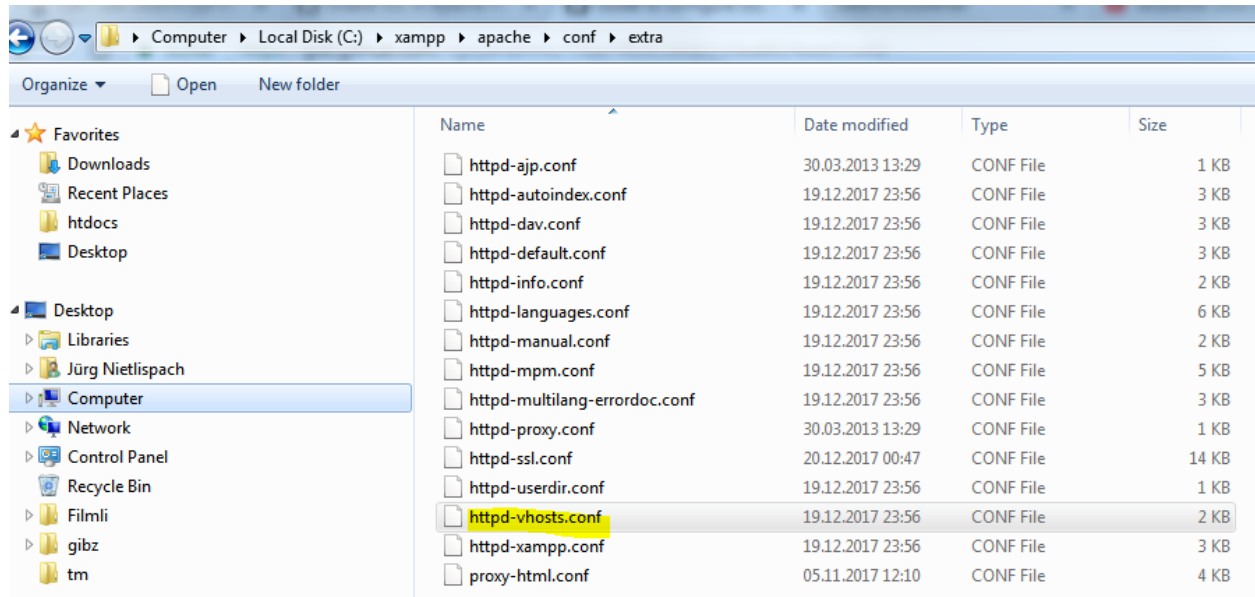 Computer Local Disk (C:) xampp apache conf extra
Organize Open New folder
Favorites
Downloads
Recent Places
htdocs
Desktop
Desktop
Libraries
Jürg Nietlispach
Computer
Network
Control Panel
Recycle Bin
Filmli
gibz
tm
Name Date modified Type Size
httpd-ajp.conf 30.03.2013 13:29 CONF File 1 KB
httpd-autoindex.conf 19.12.2017 23:56 CONF File 3 KB
httpd-dav.conf 19.12.2017 23:56 CONF File 3 KB
httpd-default.conf 19.12.2017 23:56 CONF File 3 KB
httpd-info.conf 19.12.2017 23:56 CONF File 2 KB
httpd-languages.conf 19.12.2017 23:56 CONF File 6 KB
httpd-manual.conf 19.12.2017 23:56 CONF File 2 KB
httpd-mpm.conf 19.12.2017 23:56 CONF File 5 KB
httpd-multilang-errordoc.conf 19.12.2017 23:56 CONF File 3 KB
httpd-proxy.conf 30.03.2013 13:29 CONF File 1 KB
httpd-ssl.conf 20.12.2017 00:47 CONF File 14 KB
httpd-userdir.conf 19.12.2017 23:56 CONF File 1 KB
httpd-vhosts.conf 19.12.2017 23:56 CONF File 2 KB
httpd-xampp.conf 19.12.2017 23:56 CONF File 3 KB
proxy-html.conf 05.11.2017 12:10 CONF File 4 KB